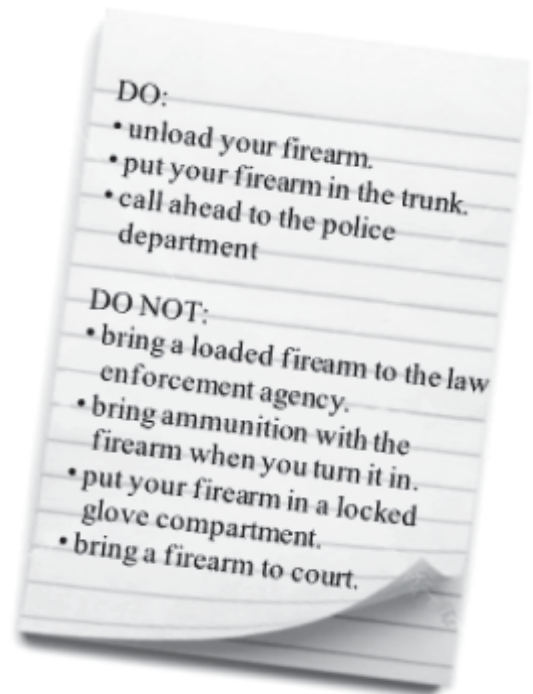 DO:
• unload your firearm.
• put your firearm in the trunk.
• call ahead to the police
department
DO NOT:
• bring a loaded firearm to the law
enforcement agency.
• bring ammunition with the
firearm when you turn it in.
• put your firearm in a locked
glove compartment.
• bring a firearm to court.